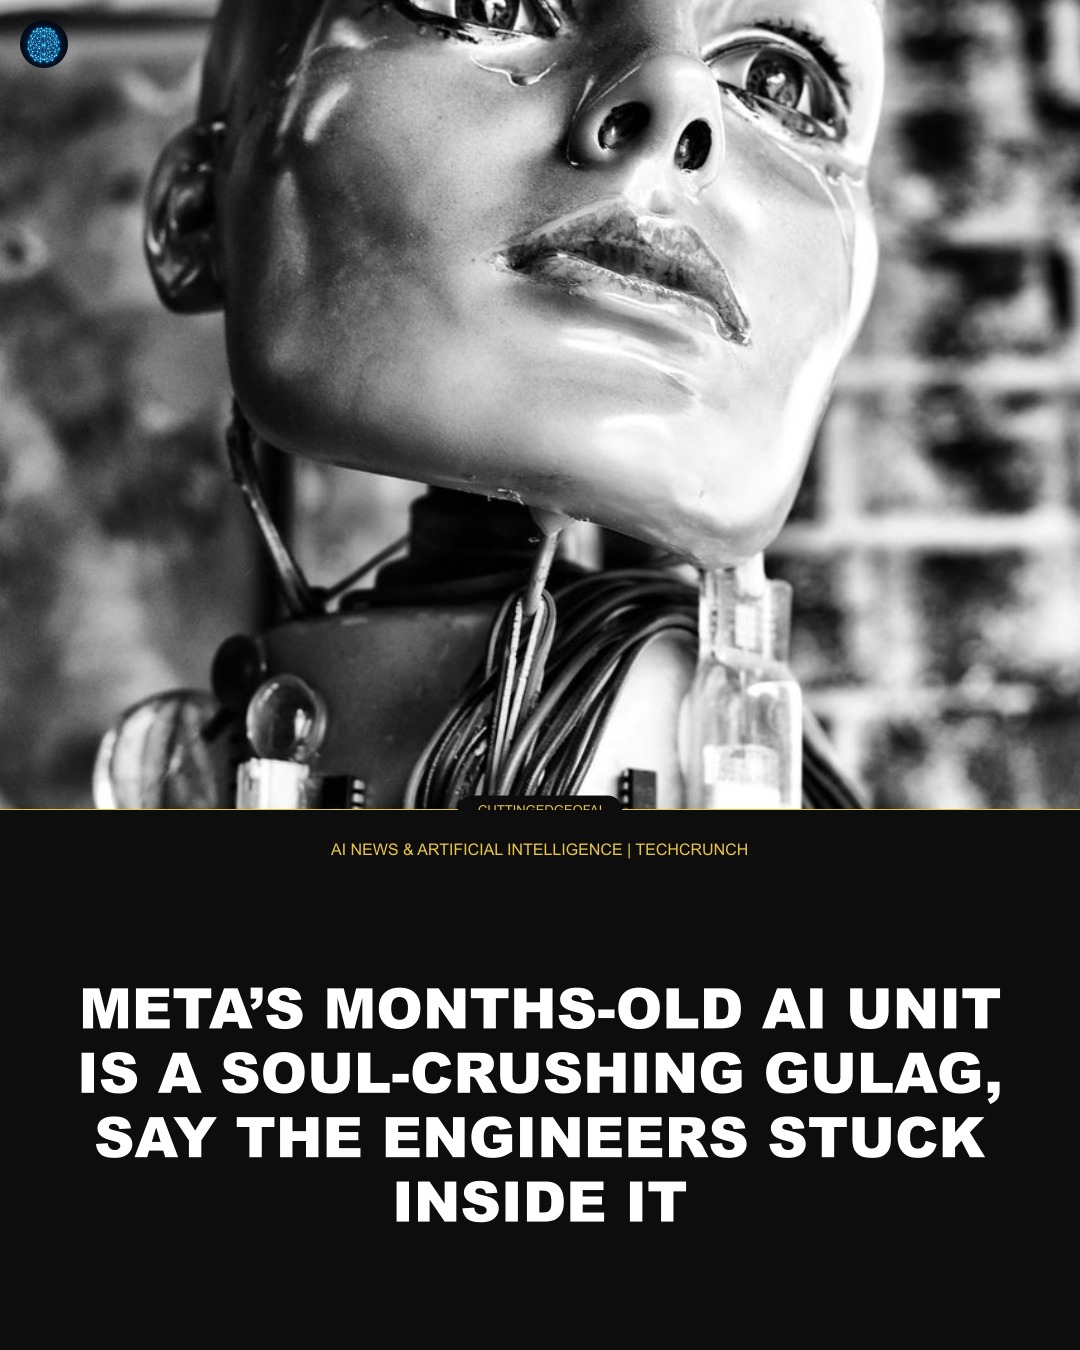 CUTTINGEDGEOFAI
AI NEWS & ARTIFICIAL INTELLIGENCE | TECHCRUNCH
META’S MONTHS-OLD AI UNIT
IS A SOUL-CRUSHING GULAG,
SAY THE ENGINEERS STUCK
INSIDE IT